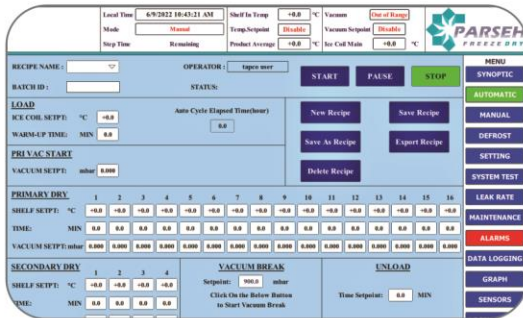 Local Time 6/9/2022 10:43:21 AM Shelf In Temp +0.0 °C Vacuum Out of Range
Mode Manual Temp.Setpoint Disable Vacuum Setpoint Disable
Step Time Remaining Product Average +0.0 °C Ice Coil Main +0.0 °C
PARSEH
FREEZE DRY
RECIPE NAME : OPERATOR : tapco user START PAUSE STOP
BATCH ID : STATUS:
LOAD
ICE COIL SETPT: °C +0.0
WARM-UP TIME: MIN 0.0
Auto Cycle Elapsed Time(hour)
0.0
New Recipe Save Recipe
Save As Recipe Export Recipe
Delete Recipe
PRI VAC START
VACUUM SETPT: mbar 0.000
PRIMARY DRY 1 2 3 4 5 6 7 8 9 10 11 12 13 14 15 16
SHELF SETPT: °C +0.0 +0.0 +0.0 +0.0 +0.0 +0.0 +0.0 +0.0 +0.0 +0.0 +0.0 +0.0 +0.0 +0.0 +0.0 +0.0
TIME: MIN 0.0 0.0 0.0 0.0 0.0 0.0 0.0 0.0 0.0 0.0 0.0 0.0 0.0 0.0 0.0 0.0
VACUUM SETPT: mbar 0.000 0.000 0.000 0.000 0.000 0.000 0.000 0.000 0.000 0.000 0.000 0.000 0.000 0.000 0.000 0.000
SECONDARY DRY 1 2 3 4
SHELF SETPT: °C +0.0 +0.0 +0.0 +0.0
TIME: MIN 0.0 0.0 0.0 0.0
VACUUM BREAK
Setpoint: 900.0 mbar
Click On the Below Button
to Start Vacuum Break
UNLOAD
Time Setpoint: 0.0 MIN
MENU
SYNOPTIC
AUTOMATIC
MANUAL
DEFROST
SETTING
SYSTEM TEST
LEAK RATE
MAINTENANCE
ALARMS
DATA LOGGING
GRAPH
SENSORS